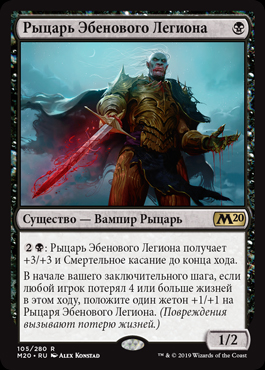 Рыцарь Эбенового Легиона
Существо — Вампир Рыцарь
M20
2 : Рыцарь Эбенового Легиона получает
+3/+3 и Смертельное касание до конца хода.
В начале вашего заключительного шага, если
любой игрок потерял 4 или больше жизней
в этом ходу, положите один жетон +1/+1 на
Рыцаря Эбенового Легиона. (Повреждения
вызывают потерю жизней.)
1/2
105/280 R
M20 • RU Alex Konstad
™ & © 2019 Wizards of the Coast